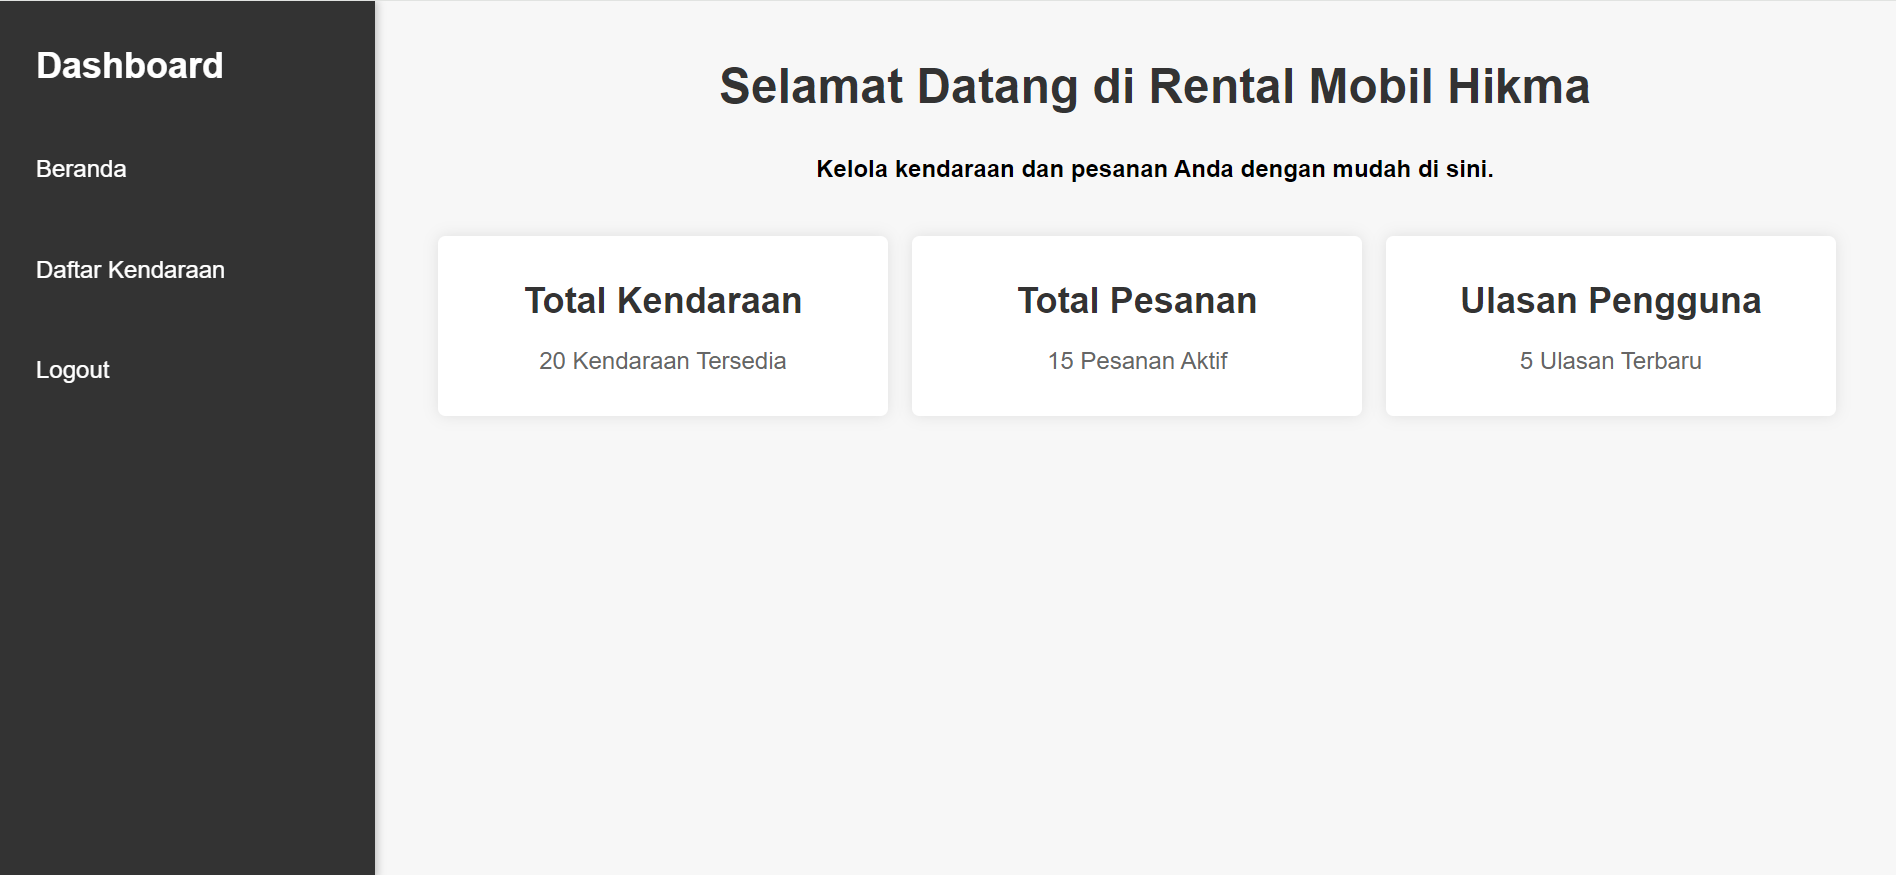 Dashboard
Beranda
Daftar Kendaraan
Logout
Selamat Datang di Rental Mobil Hikma
Kelola kendaraan dan pesanan Anda dengan mudah di sini.
Total Kendaraan
20 Kendaraan Tersedia
Total Pesanan
15 Pesanan Aktif
Ulasan Pengguna
5 Ulasan Terbaru